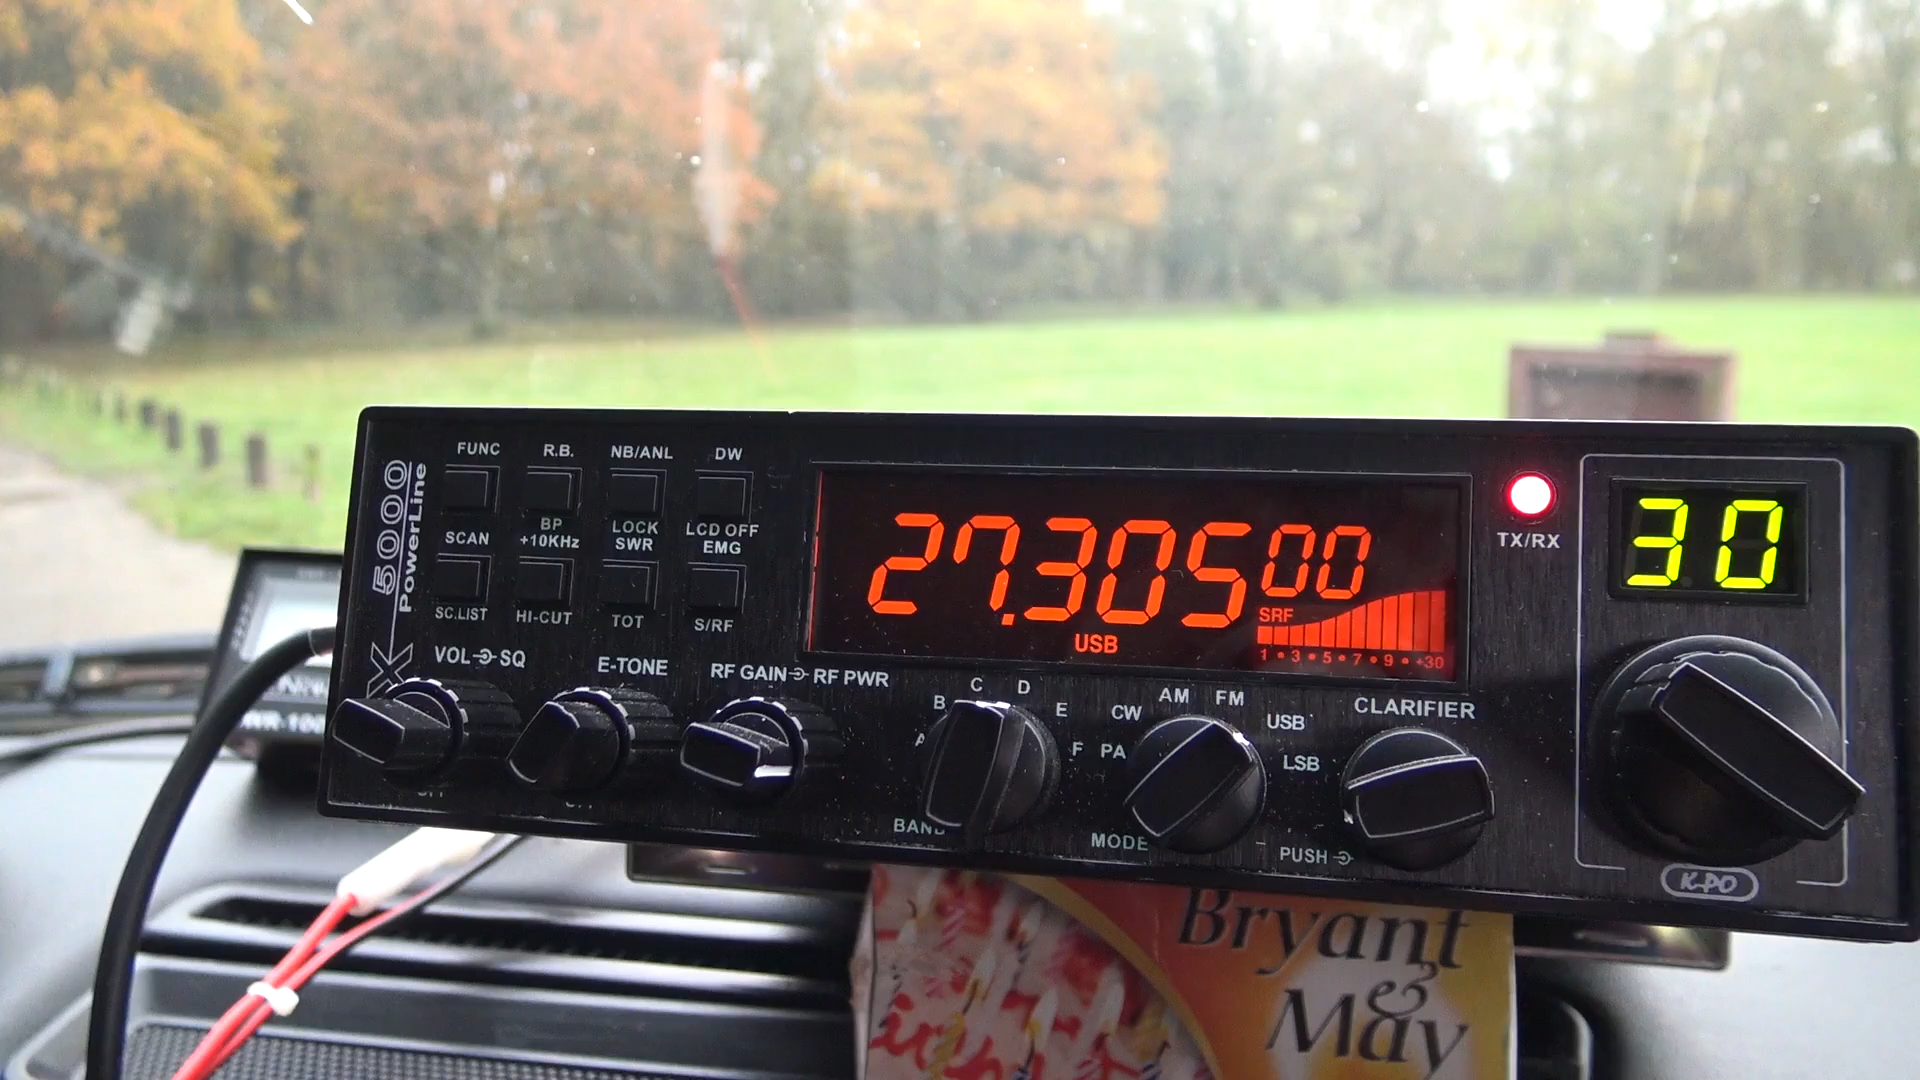 FUNC R.B. NB/ANL DW
SCAN BP +10KHz LOCK SWR LCD OFF EMG
SC.LIST HI-CUT TOT S/RF
5000
PowerLine
VOL SQ E-TONE RF GAIN RF PWR
27.30500
USB
SRF
1 • 3 • 5 • 7 • 9 • +30
TX/RX
30
B C D E F
BAND
PA CW AM FM USB LSB
MODE
CLARIFIER
PUSH
K-PO
Bryant
&
May